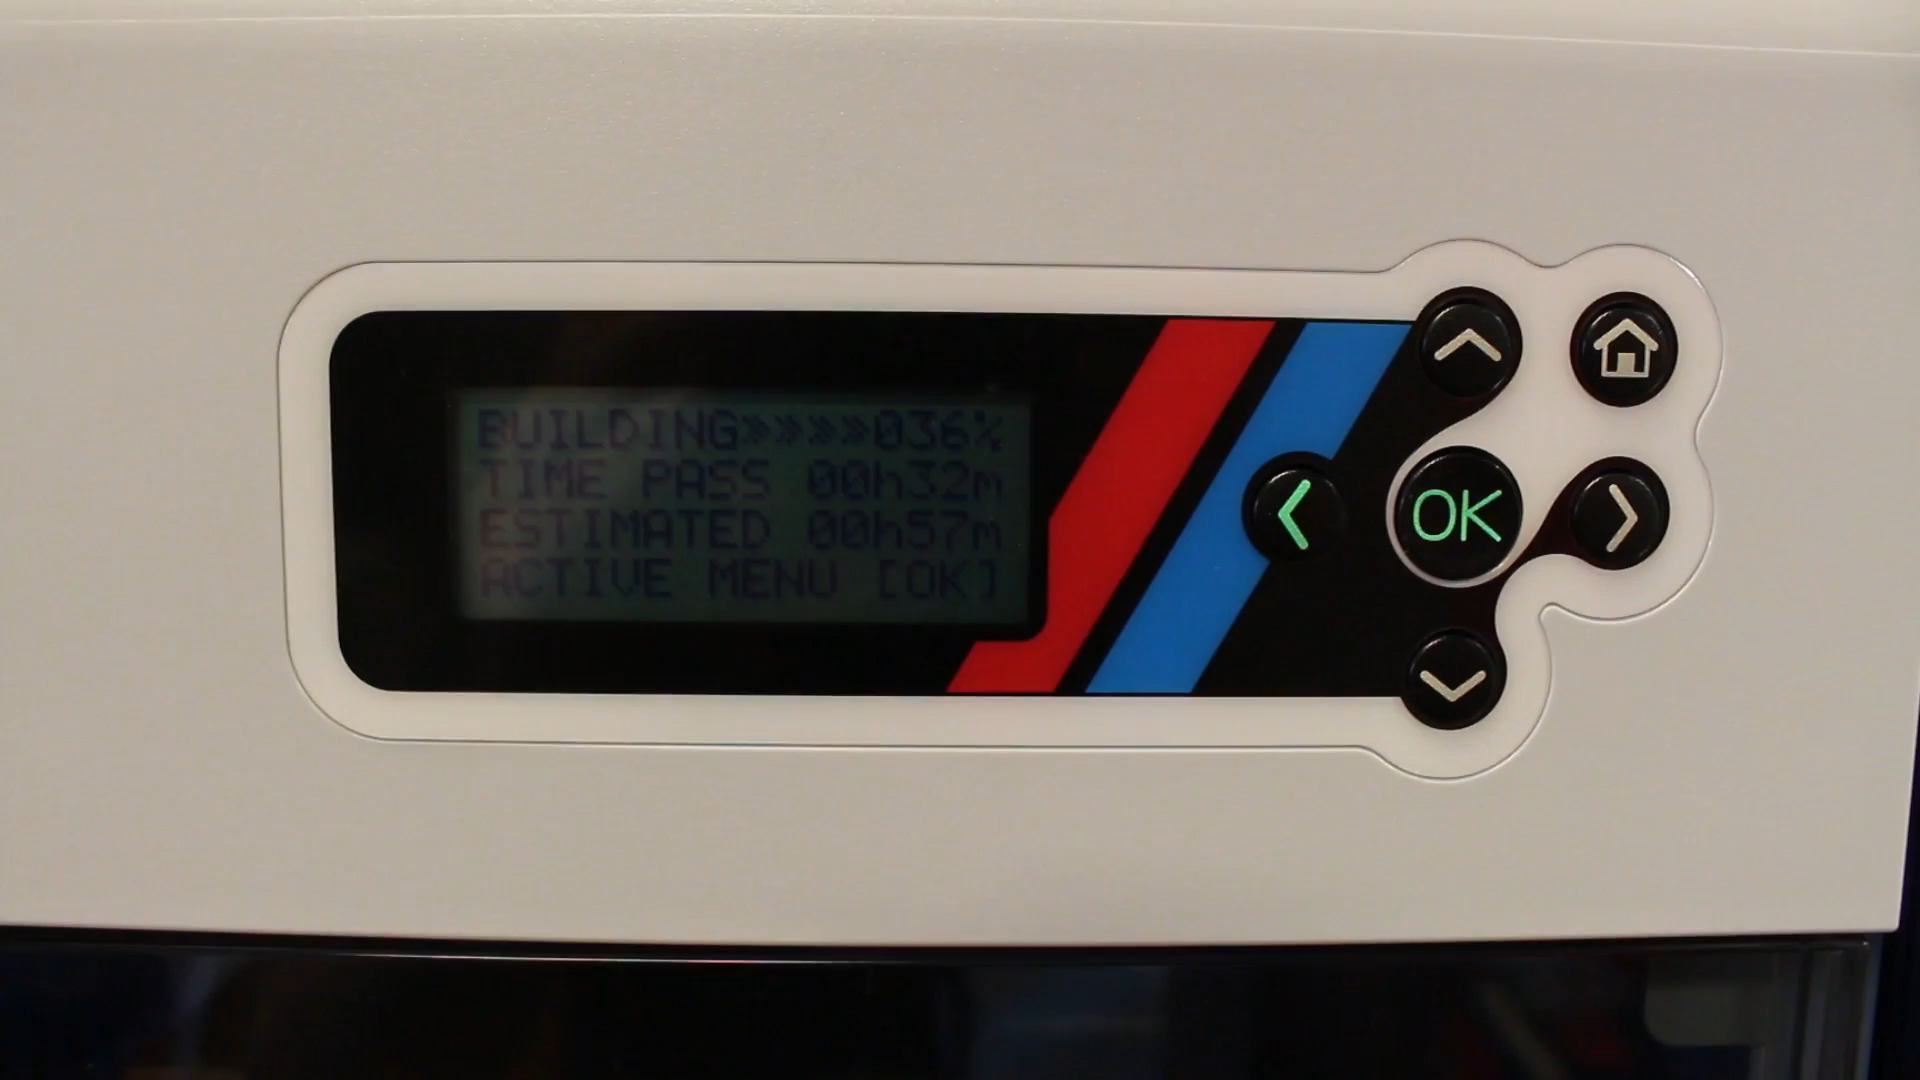 BUILDING»»»»036%
TIME PASS 00h32m
ESTIMATED 00h57m
ACTIVE MENU [OK]
OK